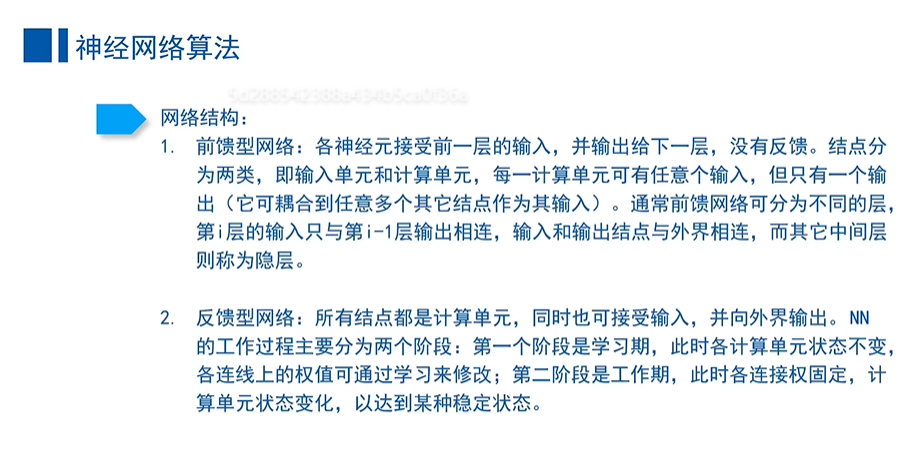 神经网络算法
网络结构：
1. 前馈型网络：各神经元接受前一层的输入，并输出给下一层，没有反馈。结点分
为两类，即输入单元和计算单元，每一计算单元可有任意个输入，但只有一个输
出（它可耦合到任意多个其它结点作为其输入）。通常前馈网络可分为不同的层，
第i层的输入只与第i-1层输出相连，输入和输出结点与外界相连，而其它中间层
则称为隐层。
2. 反馈型网络：所有结点都是计算单元，同时也可接受输入，并向外界输出。NN
的工作过程主要分为两个阶段：第一个阶段是学习期，此时各计算单元状态不变，
各连线上的权值可通过学习来修改；第二阶段是工作期，此时各连接权固定，计
算单元状态变化，以达到某种稳定状态。